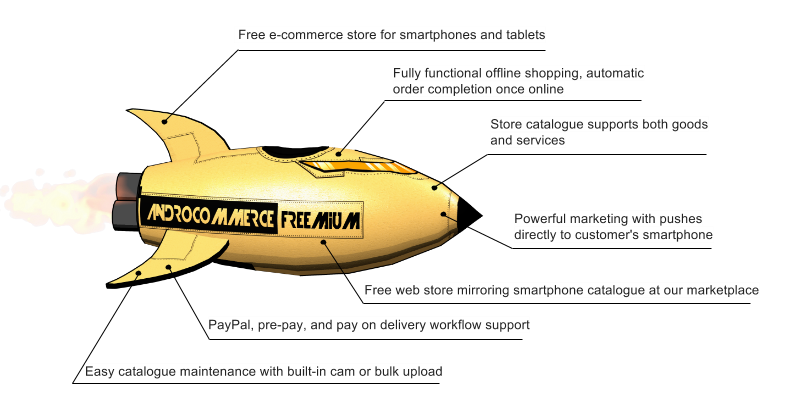 Free e-commerce store for smartphones and tablets
Fully functional offline shopping, automatic
order completion once online
Store catalogue supports both goods
and services
ANDROCOMMERCE FREEMIUM
Powerful marketing with pushes
directly to customer's smartphone
Free web store mirroring smartphone catalogue at our marketplace
PayPal, pre-pay, and pay on delivery workflow support
Easy catalogue maintenance with built-in cam or bulk upload